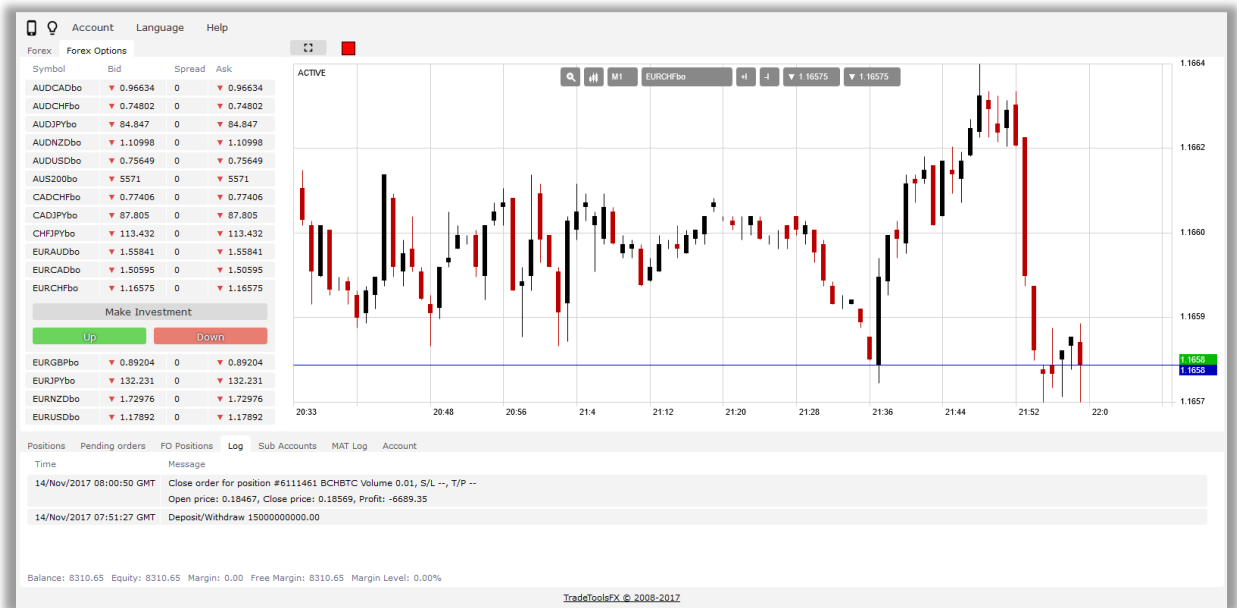 Account Language Help
Forex Forex Options
Symbol Bid Spread Ask
AUDCADbo ▼ 0.96634 0 ▼ 0.96634
AUDCHFbo ▼ 0.74802 0 ▼ 0.74802
AUDJPYbo ▼ 84.847 0 ▼ 84.847
AUDNZDbo ▼ 1.10998 0 ▼ 1.10998
AUDUSDbo ▼ 0.75649 0 ▼ 0.75649
AUS200bo ▼ 5571 0 ▼ 5571
CADCHFbo ▼ 0.77406 0 ▼ 0.77406
CADJPYbo ▼ 87.805 0 ▼ 87.805
CHFJPYbo ▼ 113.432 0 ▼ 113.432
EURAUDbo ▼ 1.55841 0 ▼ 1.55841
EURCADbo ▼ 1.50595 0 ▼ 1.50595
EURCHFbo ▼ 1.16575 0 ▼ 1.16575
Make Investment
Up Down
EURGBPbo ▼ 0.89204 0 ▼ 0.89204
EURJPYbo ▼ 132.231 0 ▼ 132.231
EURNZDbo ▼ 1.72976 0 ▼ 1.72976
EURUSDbo ▼ 1.17892 0 ▼ 1.17892
ACTIVE
M1 EURCHFbo +I -I ▼ 1.16575 ▼ 1.16575
1.1664
1.1662
1.1660
1.1659
1.1658
1.1658
1.1657
20:33 20:48 20:56 21:4 21:12 21:20 21:28 21:36 21:44 21:52 22:0
Positions Pending orders FO Positions Log Sub Accounts MAT Log Account
Time Message
14/Nov/2017 08:00:50 GMT Close order for position #6111461 BCHBTC Volume 0.01, S/L --, T/P --
Open price: 0.18467, Close price: 0.18569, Profit: -6689.35
14/Nov/2017 07:51:27 GMT Deposit/Withdraw 15000000000.00
Balance: 8310.65 Equity: 8310.65 Margin: 0.00 Free Margin: 8310.65 Margin Level: 0.00%
TradeToolsFX © 2008-2017